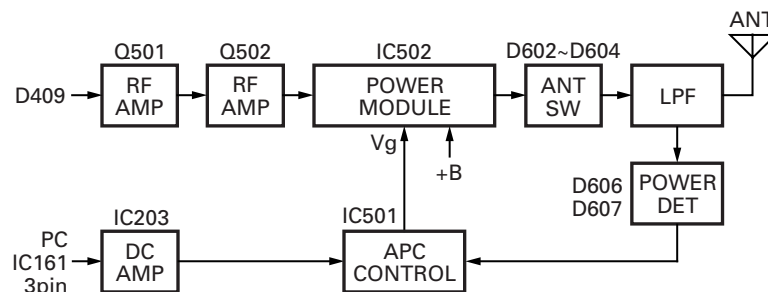 ANT
Q501
Q502
IC502
D602~D604
D409
RF
AMP
RF
AMP
POWER
MODULE
ANT
SW
LPF
Vg
+B
D606
D607
POWER
DET
IC203
IC501
PC
IC161
3pin
DC
AMP
APC
CONTROL